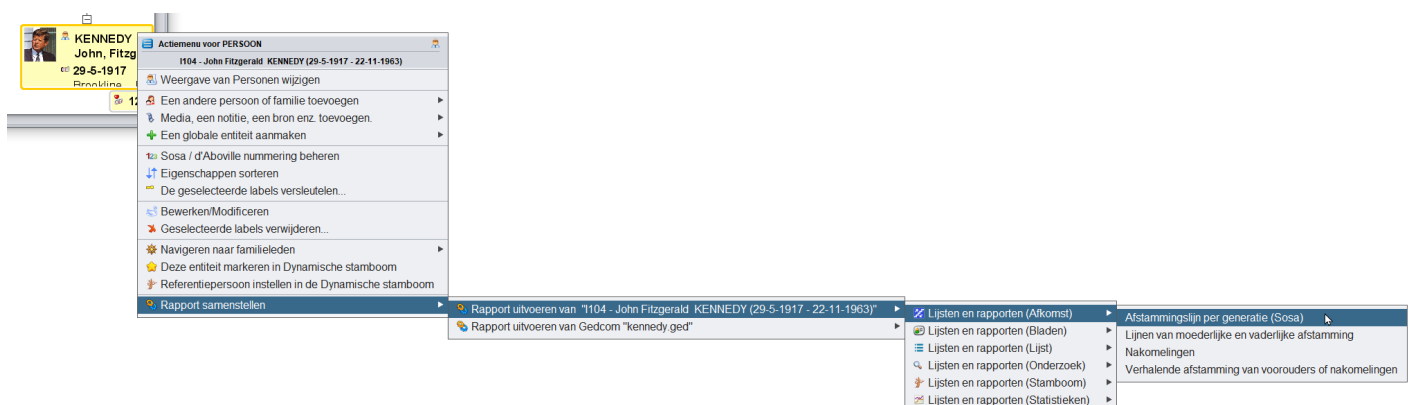 KENNEDY
John, Fitzg
29-5-1917
Brookline
12
Actiemenu voor PERSOON
I104 - John Fitzgerald KENNEDY (29-5-1917 - 22-11-1963)
Weergave van Personen wijzigen
Een andere persoon of familie toevoegen
Media, een notitie, een bron enz. toevoegen.
Een globale entiteit aanmaken
123 Sosa / d'Aboville nummering beheren
Eigenschappen sorteren
De geselecteerde labels versleutelen...
Bewerken/Modificeren
Geselecteerde labels verwijderen...
Navigeren naar familieleden
Deze entiteit markeren in Dynamische stamboom
Referentiepersoon instellen in de Dynamische stamboom
Rapport samenstellen
Rapport uitvoeren van "I104 - John Fitzgerald KENNEDY (29-5-1917 - 22-11-1963)"
Rapport uitvoeren van Gedcom "kennedy.ged"
Lijsten en rapporten (Afkomst)
Lijsten en rapporten (Bladen)
Lijsten en rapporten (Lijst)
Lijsten en rapporten (Onderzoek)
Lijsten en rapporten (Stamboom)
Lijsten en rapporten (Statistieken)
Afstammingslijn per generatie (Sosa)
Lijnen van moederlijke en vaderlijke afstamming
Nakomelingen
Verhalende afstamming van voorouders of nakomelingen